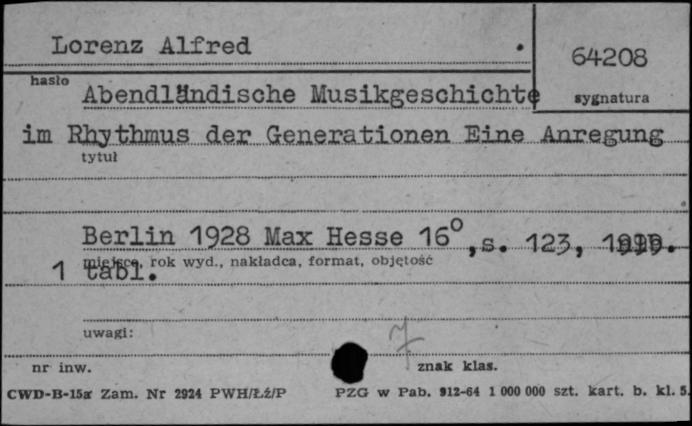 Lorenz Alfred
64208
hasło
Abendländische Musikgeschichte
sygnatura
im Rhythmus der Generationen Eine Anregung
tytuł
Berlin 1928 Max Hesse 16°, s. 123,
miejsce, rok wyd., nakładca, format, objętość
1 tabl.
uwagi:
nr inw.
znak klas.
CWD-B-15a Zam. Nr 2924 PWH/Łź/P
PZG w Pab. 912-64 1 000 000 szt. kart. b. kl. 5.